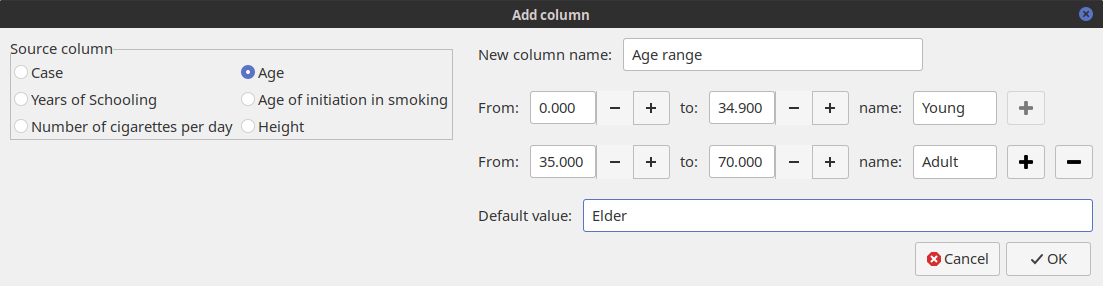 Add column
Source column
Case
Age
Years of Schooling
Age of initiation in smoking
Number of cigarettes per day
Height
New column name: Age range
From: 0.000 − + to: 34.900 − + name: Young +
From: 35.000 − + to: 70.000 − + name: Adult + −
Default value: Elder
Cancel
OK